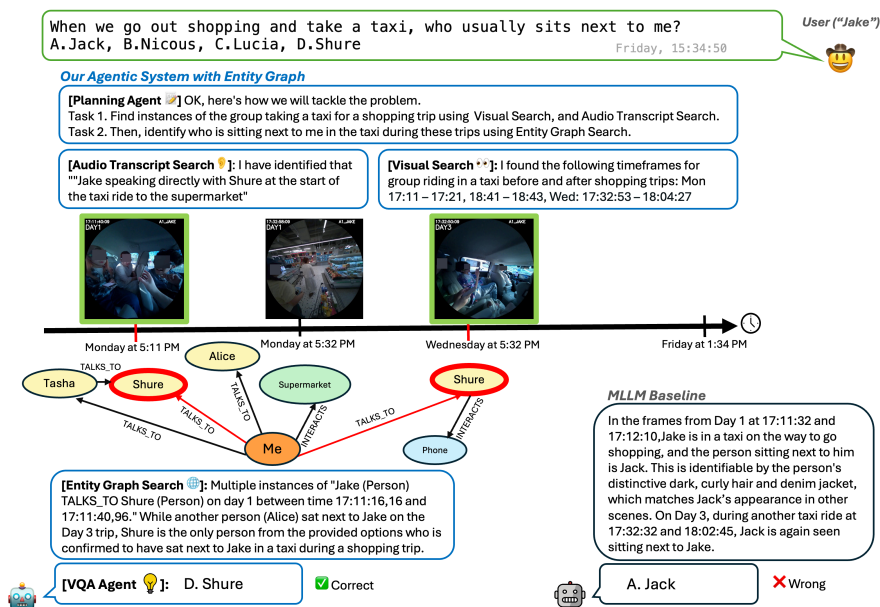 When we go out shopping and take a taxi, who usually sits next to me?
A.Jack, B.Nicous, C.Lucia, D.Shure
Friday, 15:34:50
User ("Jake")
Our Agentic System with Entity Graph
[Planning Agent ] OK, here's how we will tackle the problem.
Task 1. Find instances of the group taking a taxi for a shopping trip using Visual Search, and Audio Transcript Search.
Task 2. Then, identify who is sitting next to me in the taxi during these trips using Entity Graph Search.
[Audio Transcript Search ]: I have identified that
""Jake speaking directly with Shure at the start of
the taxi ride to the supermarket"
[Visual Search ]: I found the following timeframes for
group riding in a taxi before and after shopping trips: Mon
17:11 – 17:21, 18:41 – 18:43, Wed: 17:32:53 – 18:04:27
DAY1
A1_JAKE
DAY1
A1_JAKE
DAY3
A1_JAKE
Monday at 5:11 PM
Monday at 5:32 PM
Wednesday at 5:32 PM
Friday at 1:34 PM
Tasha
TALKS_TO
Shure
Alice
Supermarket
Shure
TALKS_TO
TALKS_TO
TALKS_TO
INTERACTS
TALKS_TO
INTERACTS
Me
Phone
[Entity Graph Search ]: Multiple instances of "Jake (Person)
TALKS_TO Shure (Person) on day 1 between time 17:11:16,16 and
17:11:40,96." While another person (Alice) sat next to Jake on the
Day 3 trip, Shure is the only person from the provided options who is
confirmed to have sat next to Jake in a taxi during a shopping trip.
[VQA Agent ]: D. Shure
Correct
MLLM Baseline
In the frames from Day 1 at 17:11:32 and
17:12:10,Jake is in a taxi on the way to go
shopping, and the person sitting next to him
is Jack. This is identifiable by the person's
distinctive dark, curly hair and denim jacket,
which matches Jack's appearance in other
scenes. On Day 3, during another taxi ride at
17:32:32 and 18:02:45, Jack is again seen
sitting next to Jake.
A. Jack
Wrong